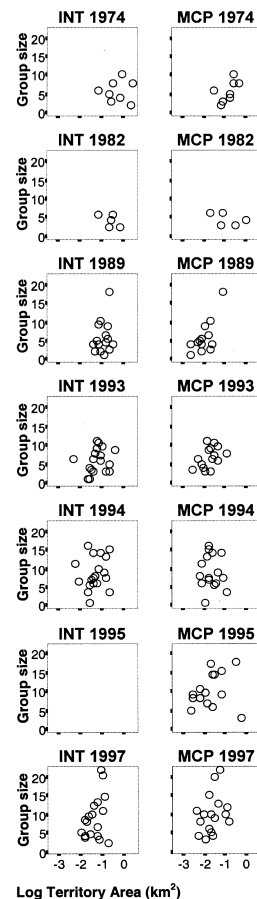 INT 1974 MCP 1974
Group size
20
15
10
5
0
INT 1982 MCP 1982
Group size
20
15
10
5
0
INT 1989 MCP 1989
Group size
20
15
10
5
0
INT 1993 MCP 1993
Group size
20
15
10
5
0
INT 1994 MCP 1994
Group size
20
15
10
5
0
INT 1995 MCP 1995
Group size
20
15
10
5
0
INT 1997 MCP 1997
Group size
20
15
10
5
0
-3 -2 -1 0 -3 -2 -1 0
Log Territory Area (km²)